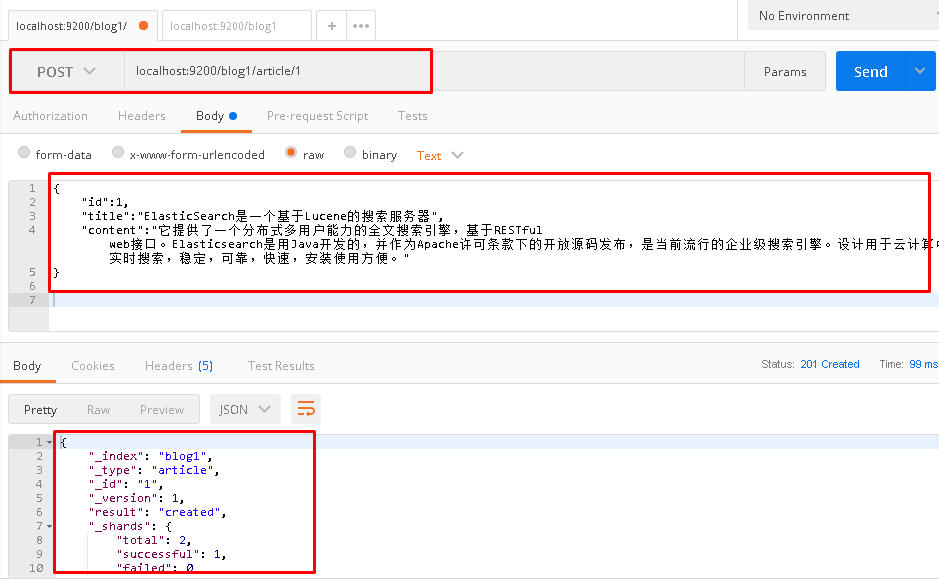 localhost:9200/blog1/ localhost:9200/blog1 + ••• No Environment
POST localhost:9200/blog1/article/1 Params Send
Authorization Headers Body Pre-request Script Tests
form-data x-www-form-urlencoded raw binary Text
1 {
2 "id":1,
3 "title":"ElasticSearch是一个基于Lucene的搜索服务器",
4 "content":"它提供了一个分布式多用户能力的全文搜索引擎，基于RESTful
web接口。Elasticsearch是用Java开发的，并作为Apache许可条款下的开放源码发布，是当前流行的企业级搜索引擎。设计用于云计算中
实时搜索，稳定，可靠，快速，安装使用方便。"
5 }
6
7
Body Cookies Headers (5) Test Results Status: 201 Created Time: 99 ms
Pretty Raw Preview JSON
1 {
2 "_index": "blog1",
3 "_type": "article",
4 "_id": "1",
5 "_version": 1,
6 "result": "created",
7 "_shards": {
8 "total": 2,
9 "successful": 1,
10 "failed": 0